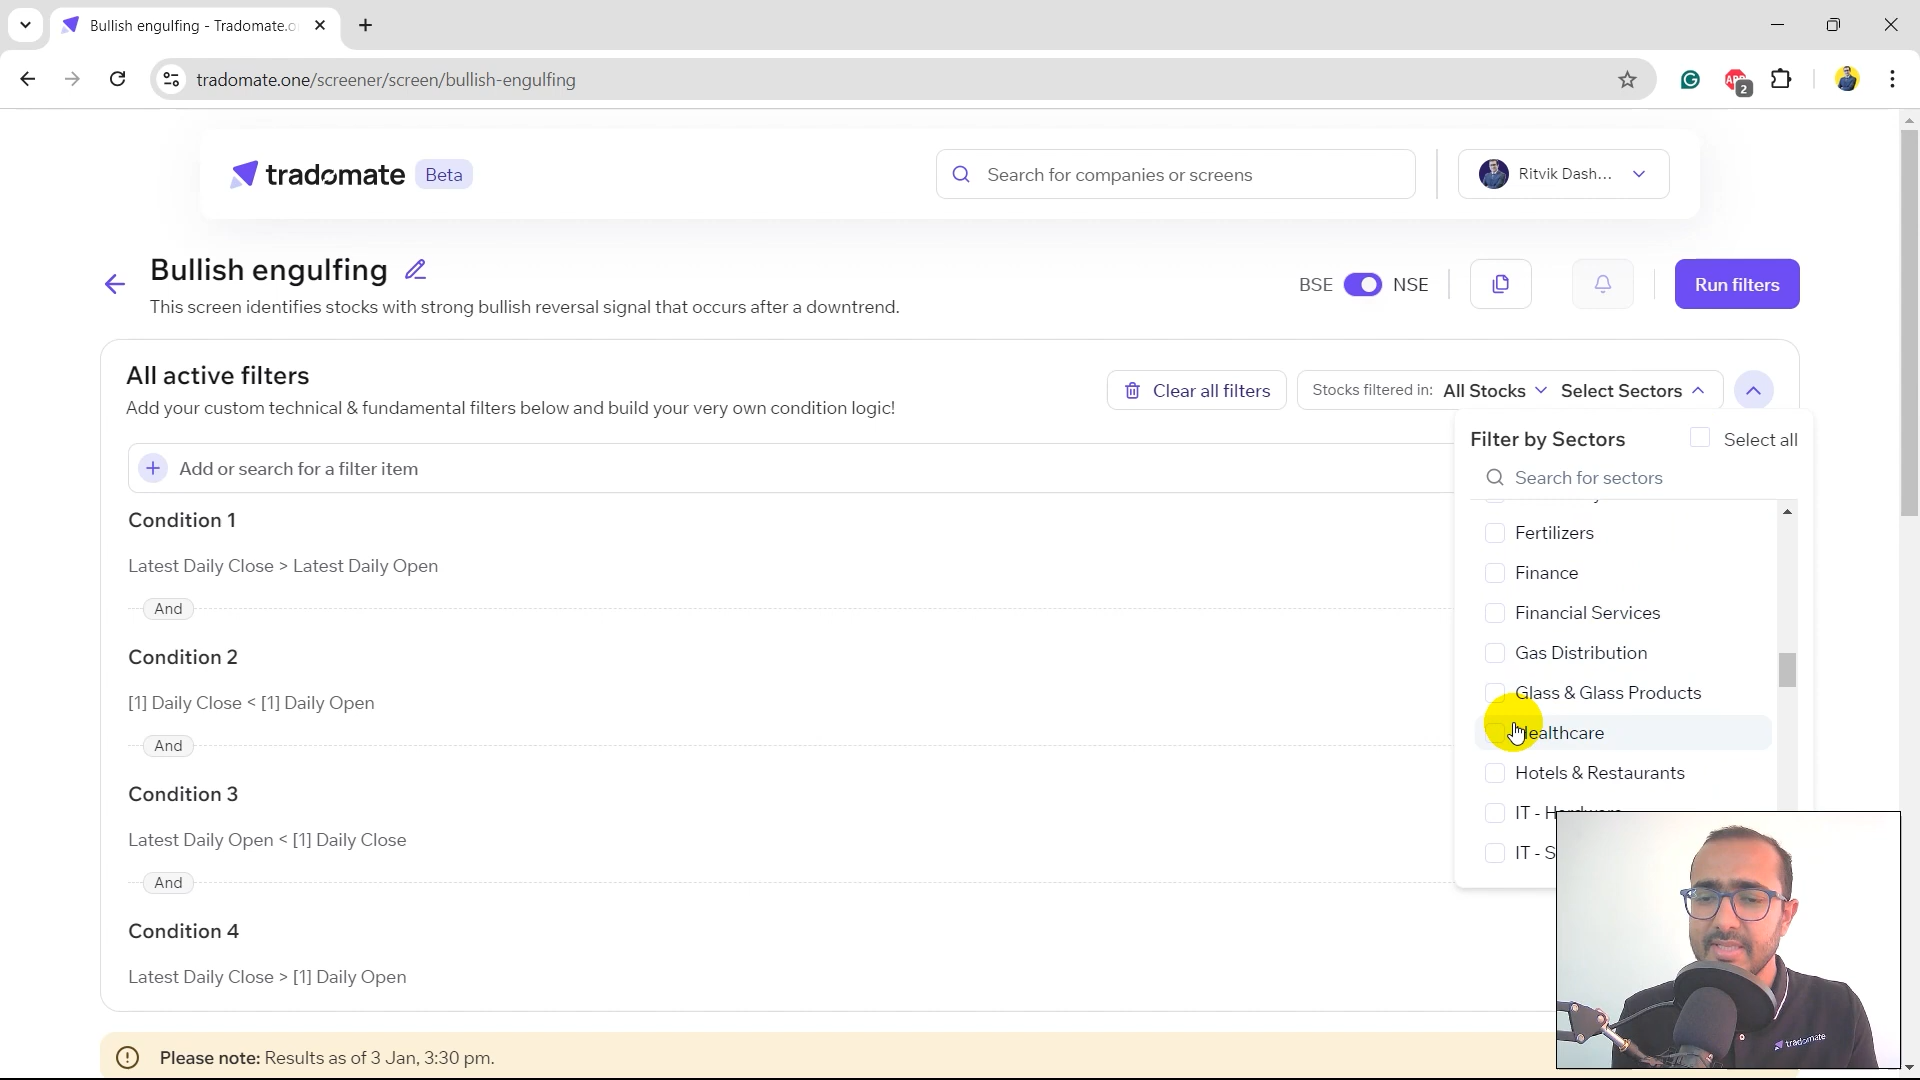 Bullish engulfing - Tradomate.o
tradomate.one/screener/screen/bullish-engulfing
2
tradomate Beta
Search for companies or screens
Ritvik Dash...
Bullish engulfing
This screen identifies stocks with strong bullish reversal signal that occurs after a downtrend.
BSE NSE
Run filters
All active filters
Add your custom technical & fundamental filters below and build your very own condition logic!
Clear all filters
Stocks filtered in: All Stocks Select Sectors
Add or search for a filter item
Condition 1
Latest Daily Close > Latest Daily Open
And
Condition 2
[1] Daily Close < [1] Daily Open
And
Condition 3
Latest Daily Open < [1] Daily Close
And
Condition 4
Latest Daily Close > [1] Daily Open
Filter by Sectors
Select all
Search for sectors
Fertilizers
Finance
Financial Services
Gas Distribution
Glass & Glass Products
Healthcare
Hotels & Restaurants
IT - Hardware
IT - S
Please note: Results as of 3 Jan, 3:30 pm.
tradomate